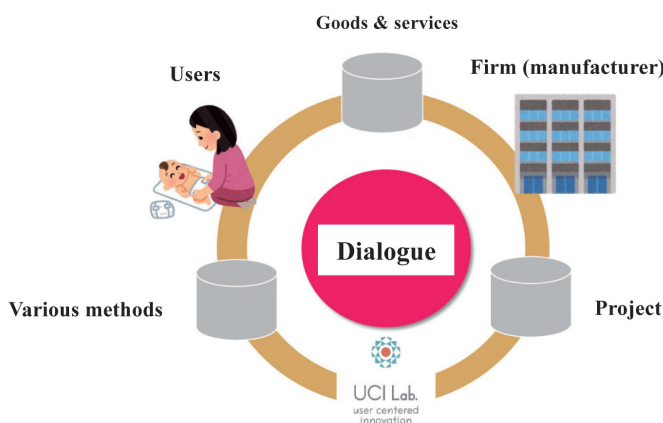 Goods & services
Users
Firm (manufacturer)
Dialogue
Various methods
Project
UCI Lab.
user centered
innovation